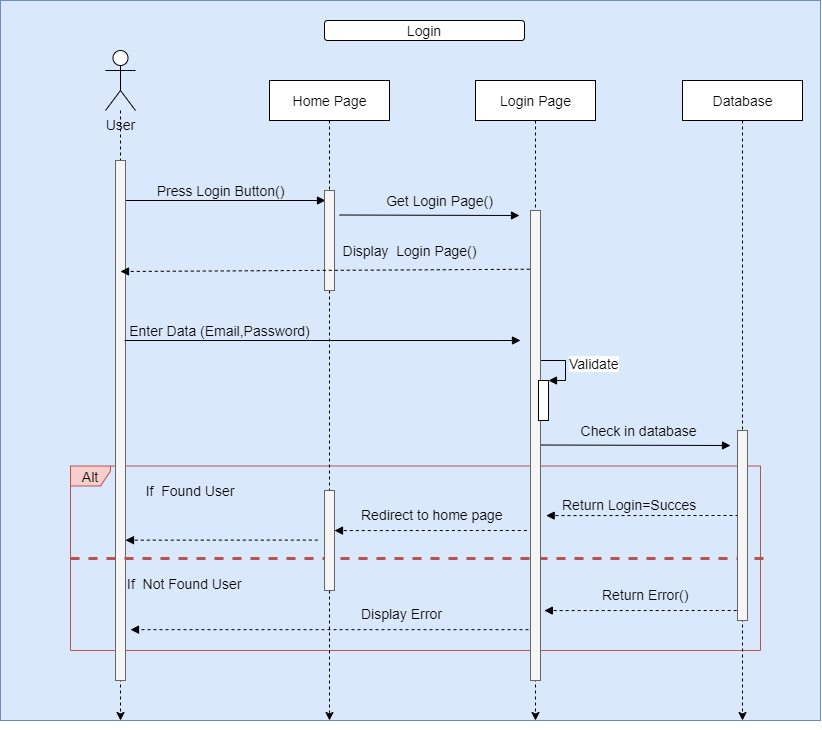 Login
User
Home Page
Login Page
Database
Press Login Button()
Get Login Page()
Display  Login Page()
Enter Data (Email,Password)
Validate
Check in database
Alt
If  Found User
Return Login=Succes
Redirect to home page
If  Not Found User
Return Error()
Display Error